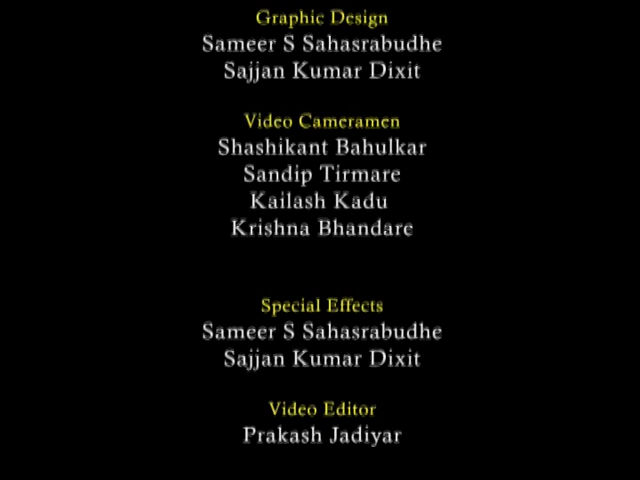 Graphic Design
Sameer S Sahasrabudhe
Sajjan Kumar Dixit
Video Cameramen
Shashikant Bahulkar
Sandip Tirmare
Kailash Kadu
Krishna Bhandare
Special Effects
Sameer S Sahasrabudhe
Sajjan Kumar Dixit
Video Editor
Prakash Jadiyar